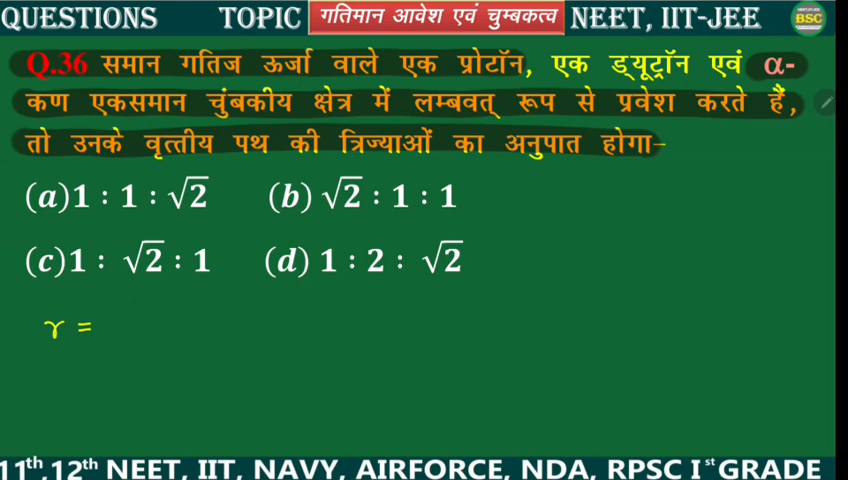 QUESTIONS TOPIC गतिमान आवेश एवं चुम्बकत्व NEET, IIT-JEE BSC
Q.36 समान गतिज ऊर्जा वाले एक प्रोटॉन, एक ड्यूट्रॉन एवं α-
कण एकसमान चुंबकीय क्षेत्र में लम्बवत् रूप से प्रवेश करते हैं,
तो उनके वृत्तीय पथ की त्रिज्याओं का अनुपात होगा-
(a) 1 : 1 : √2 (b) √2 : 1 : 1
(c) 1 : √2 : 1 (d) 1 : 2 : √2
r =
11th,12th NEET, IIT, NAVY, AIRFORCE, NDA, RPSC Ist GRADE